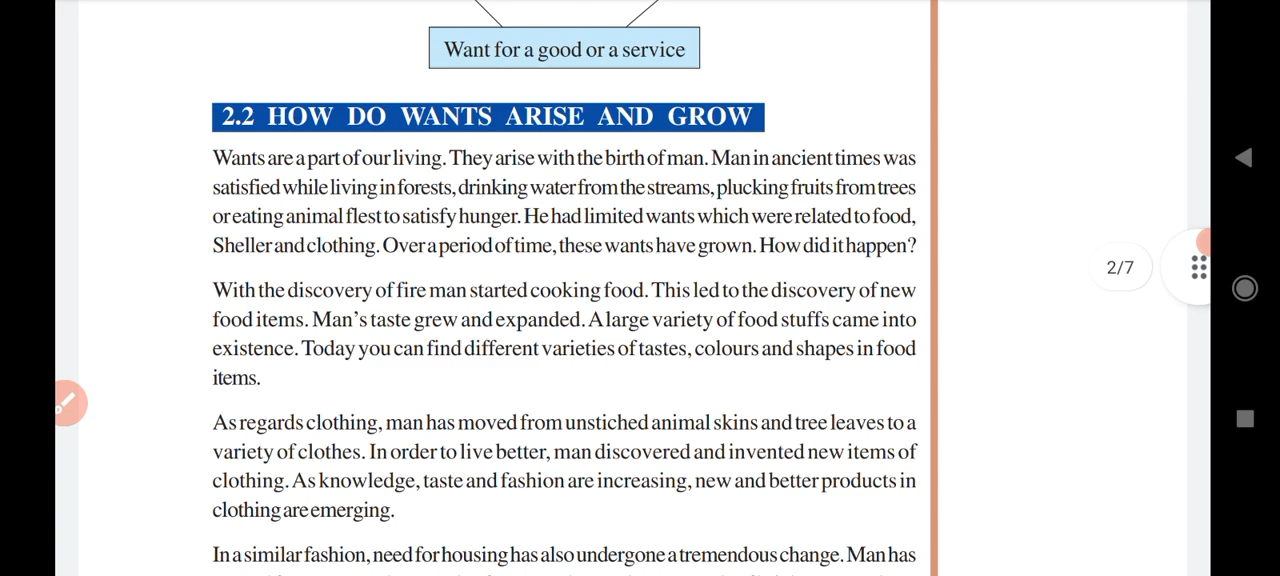 Want for a good or a service
2.2 HOW DO WANTS ARISE AND GROW
Wants are a part of our living. They arise with the birth of man. Man in ancient times was
satisfied while living in forests, drinking water from the streams, plucking fruits from trees
or eating animal flest to satisfy hunger. He had limited wants which were related to food,
Sheller and clothing. Over a period of time, these wants have grown. How did it happen?
With the discovery of fire man started cooking food. This led to the discovery of new
food items. Man's taste grew and expanded. A large variety of food stuffs came into
existence. Today you can find different varieties of tastes, colours and shapes in food
items.
As regards clothing, man has moved from unstiched animal skins and tree leaves to a
variety of clothes. In order to live better, man discovered and invented new items of
clothing. As knowledge, taste and fashion are increasing, new and better products in
clothing are emerging.
In a similar fashion, need for housing has also undergone a tremendous change. Man has
2/7